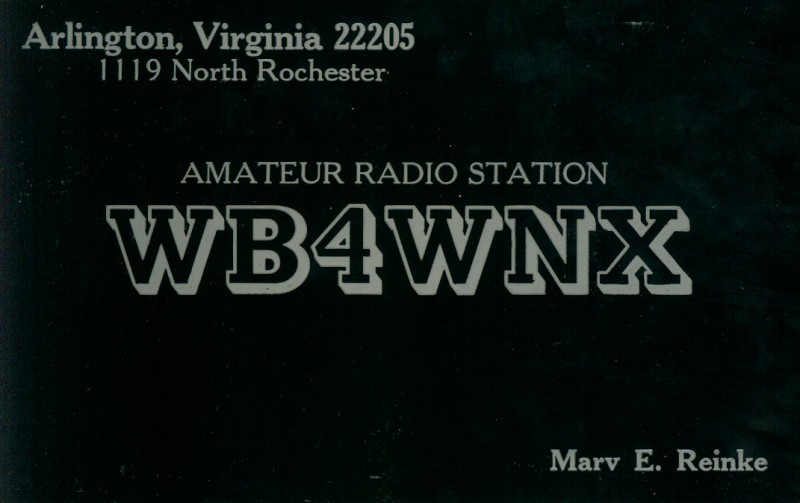 Arlington, Virginia 22205
1119 North Rochester
AMATEUR RADIO STATION
WB4WNX
Marv E. Reinke